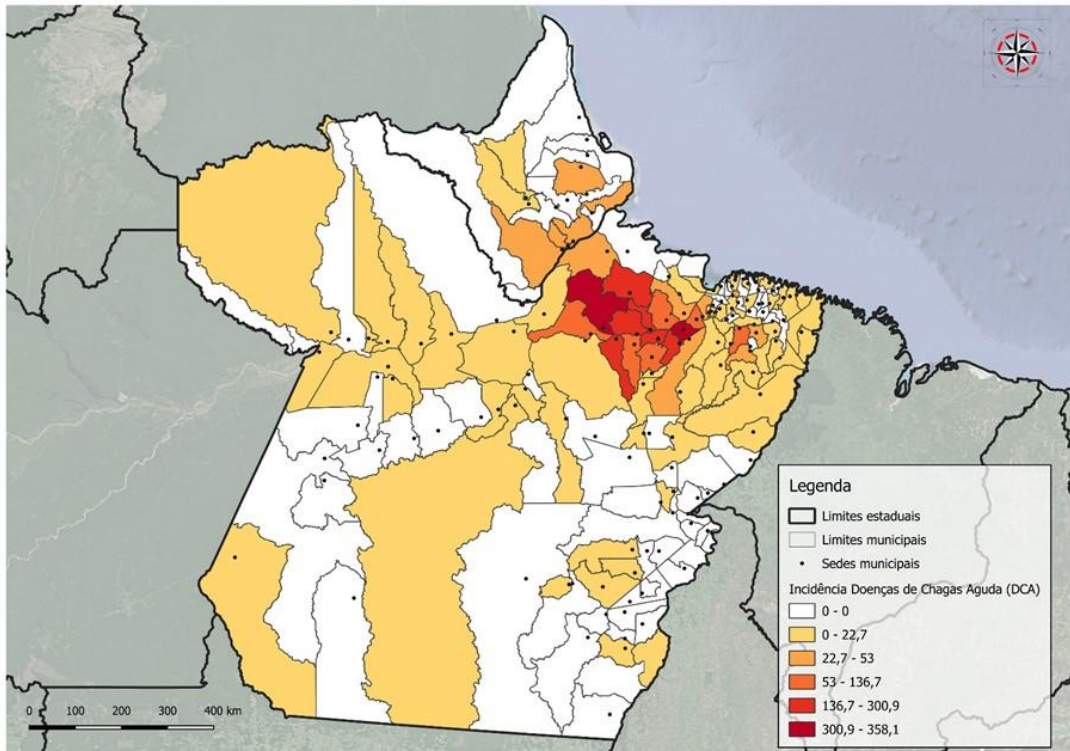 Legenda
Limites estaduais
Limites municipais
Sedes municipais
Incidência Doenças de Chagas Aguda (DCA)
0 - 0
0 - 22,7
22,7 - 53
53 - 136,7
136,7 - 300,9
300,9 - 358,1
0 100 200 300 400 km